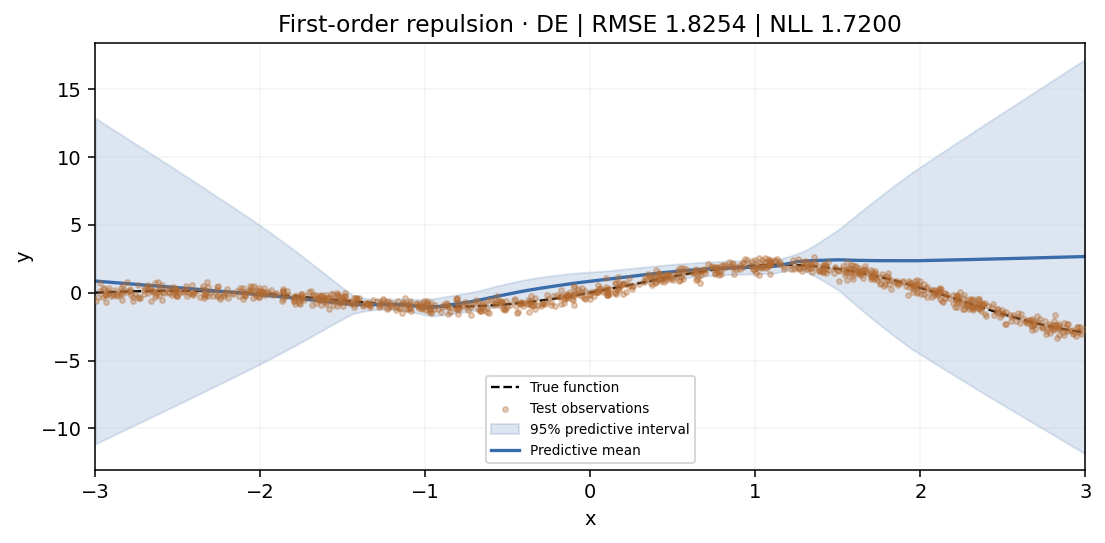 First-order repulsion · DE | RMSE 1.8254 | NLL 1.7200
15
10
5
0
−5
−10
y
True function
Test observations
95% predictive interval
Predictive mean
−3
−2
−1
0
1
2
3
x